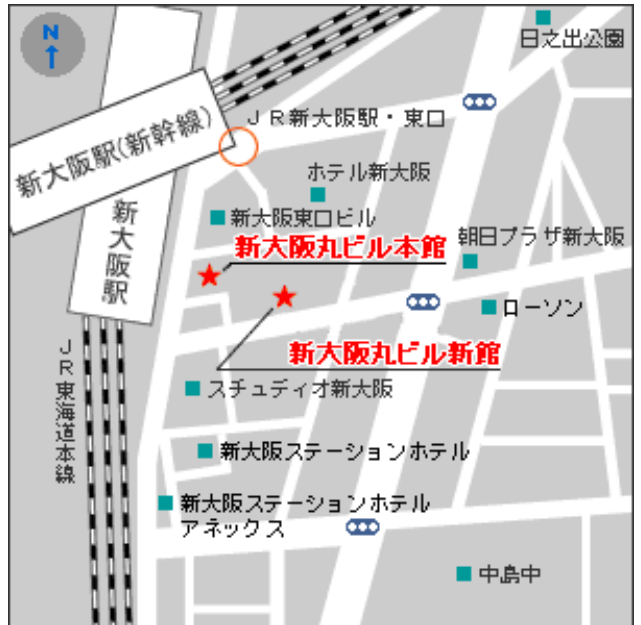 N
日之出公園
JR新大阪駅・東口
新大阪駅(新幹線)
ホテル新大阪
新大阪東口ビル
新大阪駅
新大阪丸ビル本館
朝日プラザ新大阪
ローソン
新大阪丸ビル新館
JR東海道本線
スチュディオ新大阪
新大阪ステーションホテル
新大阪ステーションホテル
アネックス
中島中